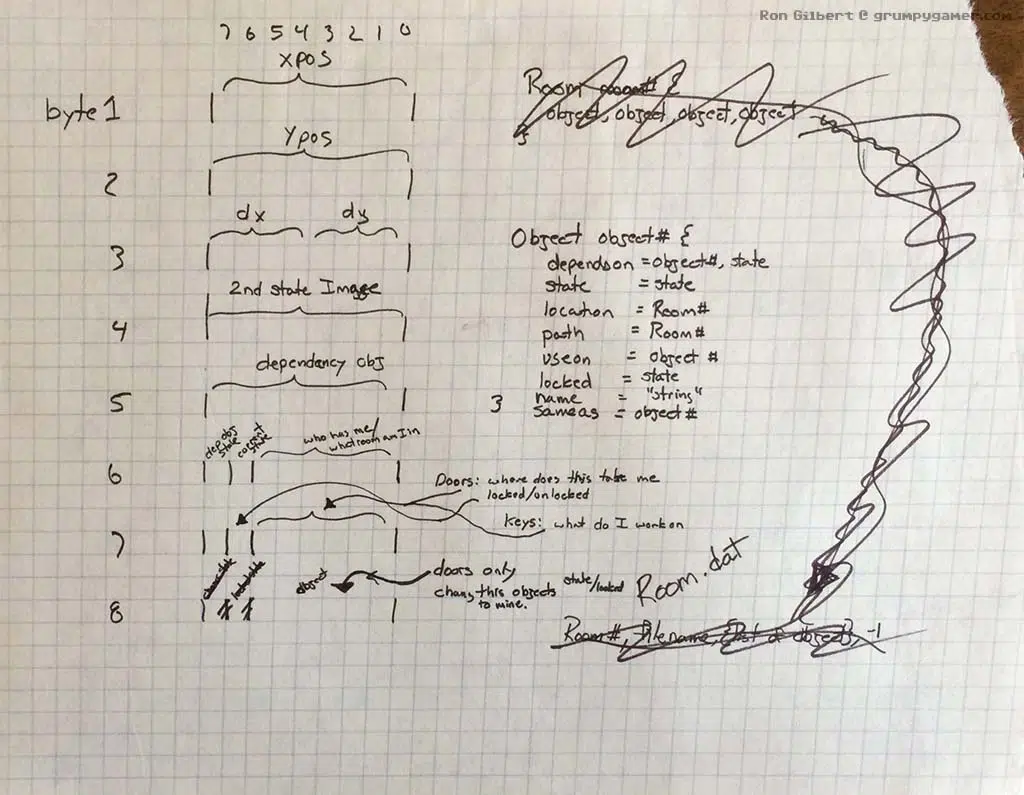 Ron Gilbert @ grumpygamer.com
7 6 5 4 3 2 1 0
xpos
byte 1
Ypos
2
dx dy
3
2nd state Image
4
dependancy obj
5
dep. obj state
current state
who has me/
what room am I in
6
7
object
8
Room room# {
object, object, object, object
}
Object object# {
dependson = object#, state
state = state
location = Room#
path = Room#
useon = object #
locked = state
name = "string"
sameas = object#
}
Doors: where does this take me
locked/unlocked
Keys: what do I work on
doors only
chang this objects state/locked
to mine.
Room.dat
Room#, filename, {list of objects}, -1